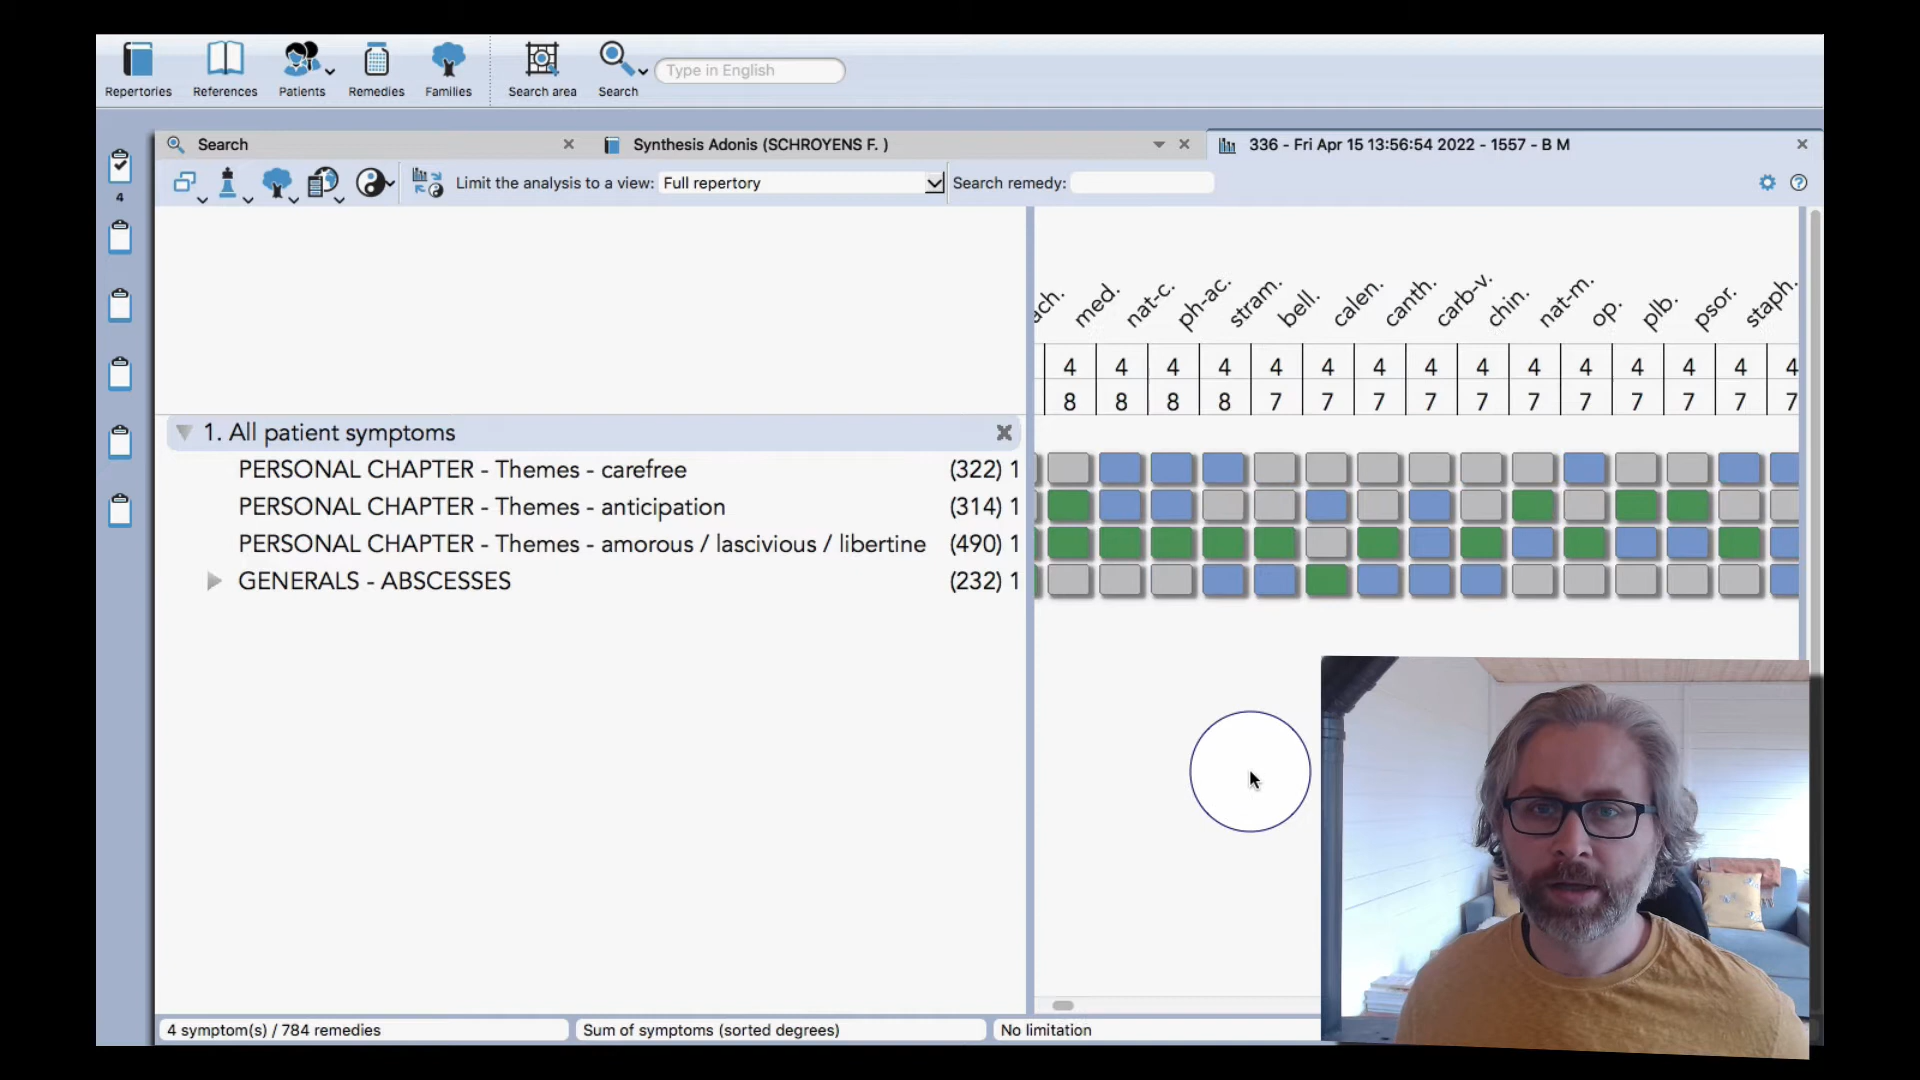 Repertories References Patients Remedies Families Search area Search Type in English
Search Synthesis Adonis (SCHROYENS F. ) 336 - Fri Apr 15 13:56:54 2022 - 1557 - B M
4
Limit the analysis to a view: Full repertory Search remedy:
med. nat-c. ph-ac. stram. bell. calen. canth. carb-v. chin. nat-m. op. plb. psor. staph.
4 4 4 4 4 4 4 4 4 4 4 4 4 4 4
8 8 8 8 7 7 7 7 7 7 7 7 7 7 7
1. All patient symptoms
PERSONAL CHAPTER - Themes - carefree (322) 1
PERSONAL CHAPTER - Themes - anticipation (314) 1
PERSONAL CHAPTER - Themes - amorous / lascivious / libertine (490) 1
GENERALS - ABSCESSES (232) 1
4 symptom(s) / 784 remedies Sum of symptoms (sorted degrees) No limitation